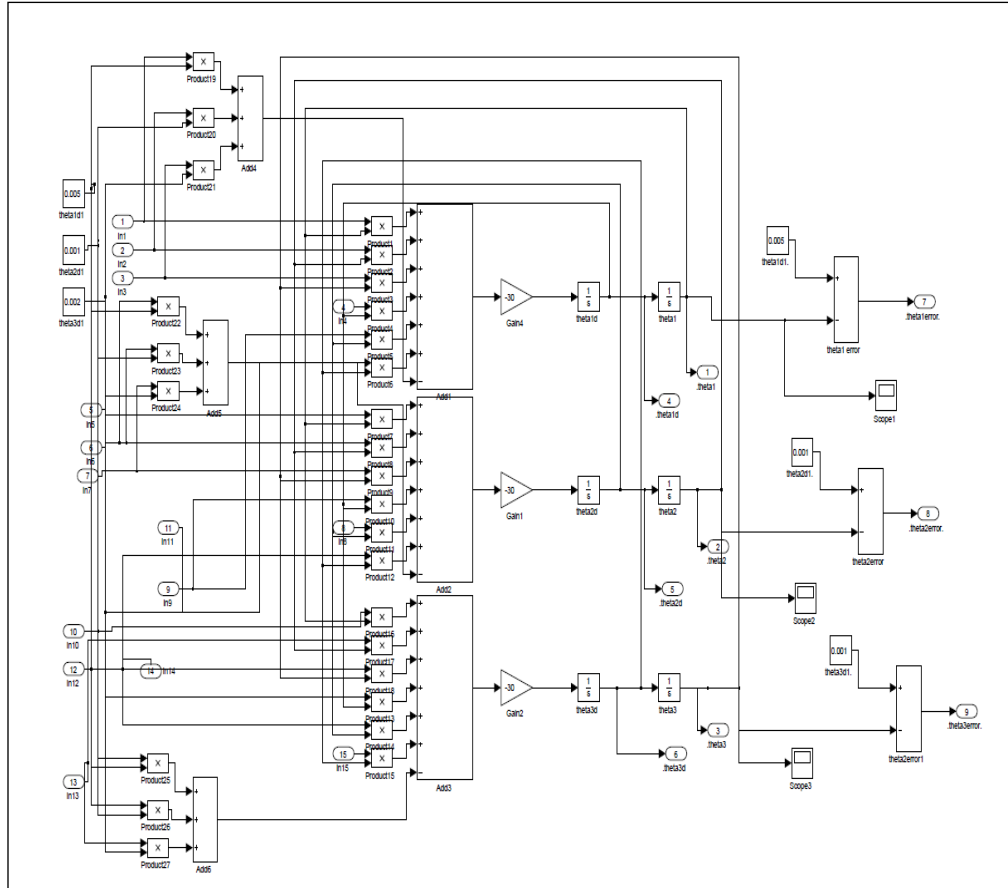 X
Product19
X
Product20
X
Product21
Add4
0.005
theta1d1
0.001
theta2d1
0.002
theta3d1
1
In1
2
In2
3
In3
4
In4
X
Product1
X
Product2
X
Product3
X
Product4
X
Product5
X
Product6
Add1
-30
Gain4
1
s
theta1d
1
s
theta1
1
.theta1
4
.theta1d
0.005
theta1d1.
theta1 error
7
.theta1error.
Scope1
X
Product22
X
Product23
X
Product24
Add5
5
In5
6
In6
7
In7
X
Product7
X
Product8
X
Product9
X
Product10
X
Product11
X
Product12
8
Add2
-30
Gain1
1
s
theta2d
1
s
theta2
2
.theta2
5
.theta2d
0.001
theta2d1.
theta2error
8
.theta2error.
Scope2
11
In11
9
In9
10
In10
12
In12
14
In14
13
In13
15
In15
X
Product16
X
Product17
X
Product18
X
Product13
X
Product14
X
Product15
Add3
-30
Gain2
1
s
theta3d
1
s
theta3
3
.theta3
6
.theta3d
0.001
theta3d1.
theta2error1
9
.theta3error.
Scope3
X
Product25
X
Product26
X
Product27
Add6